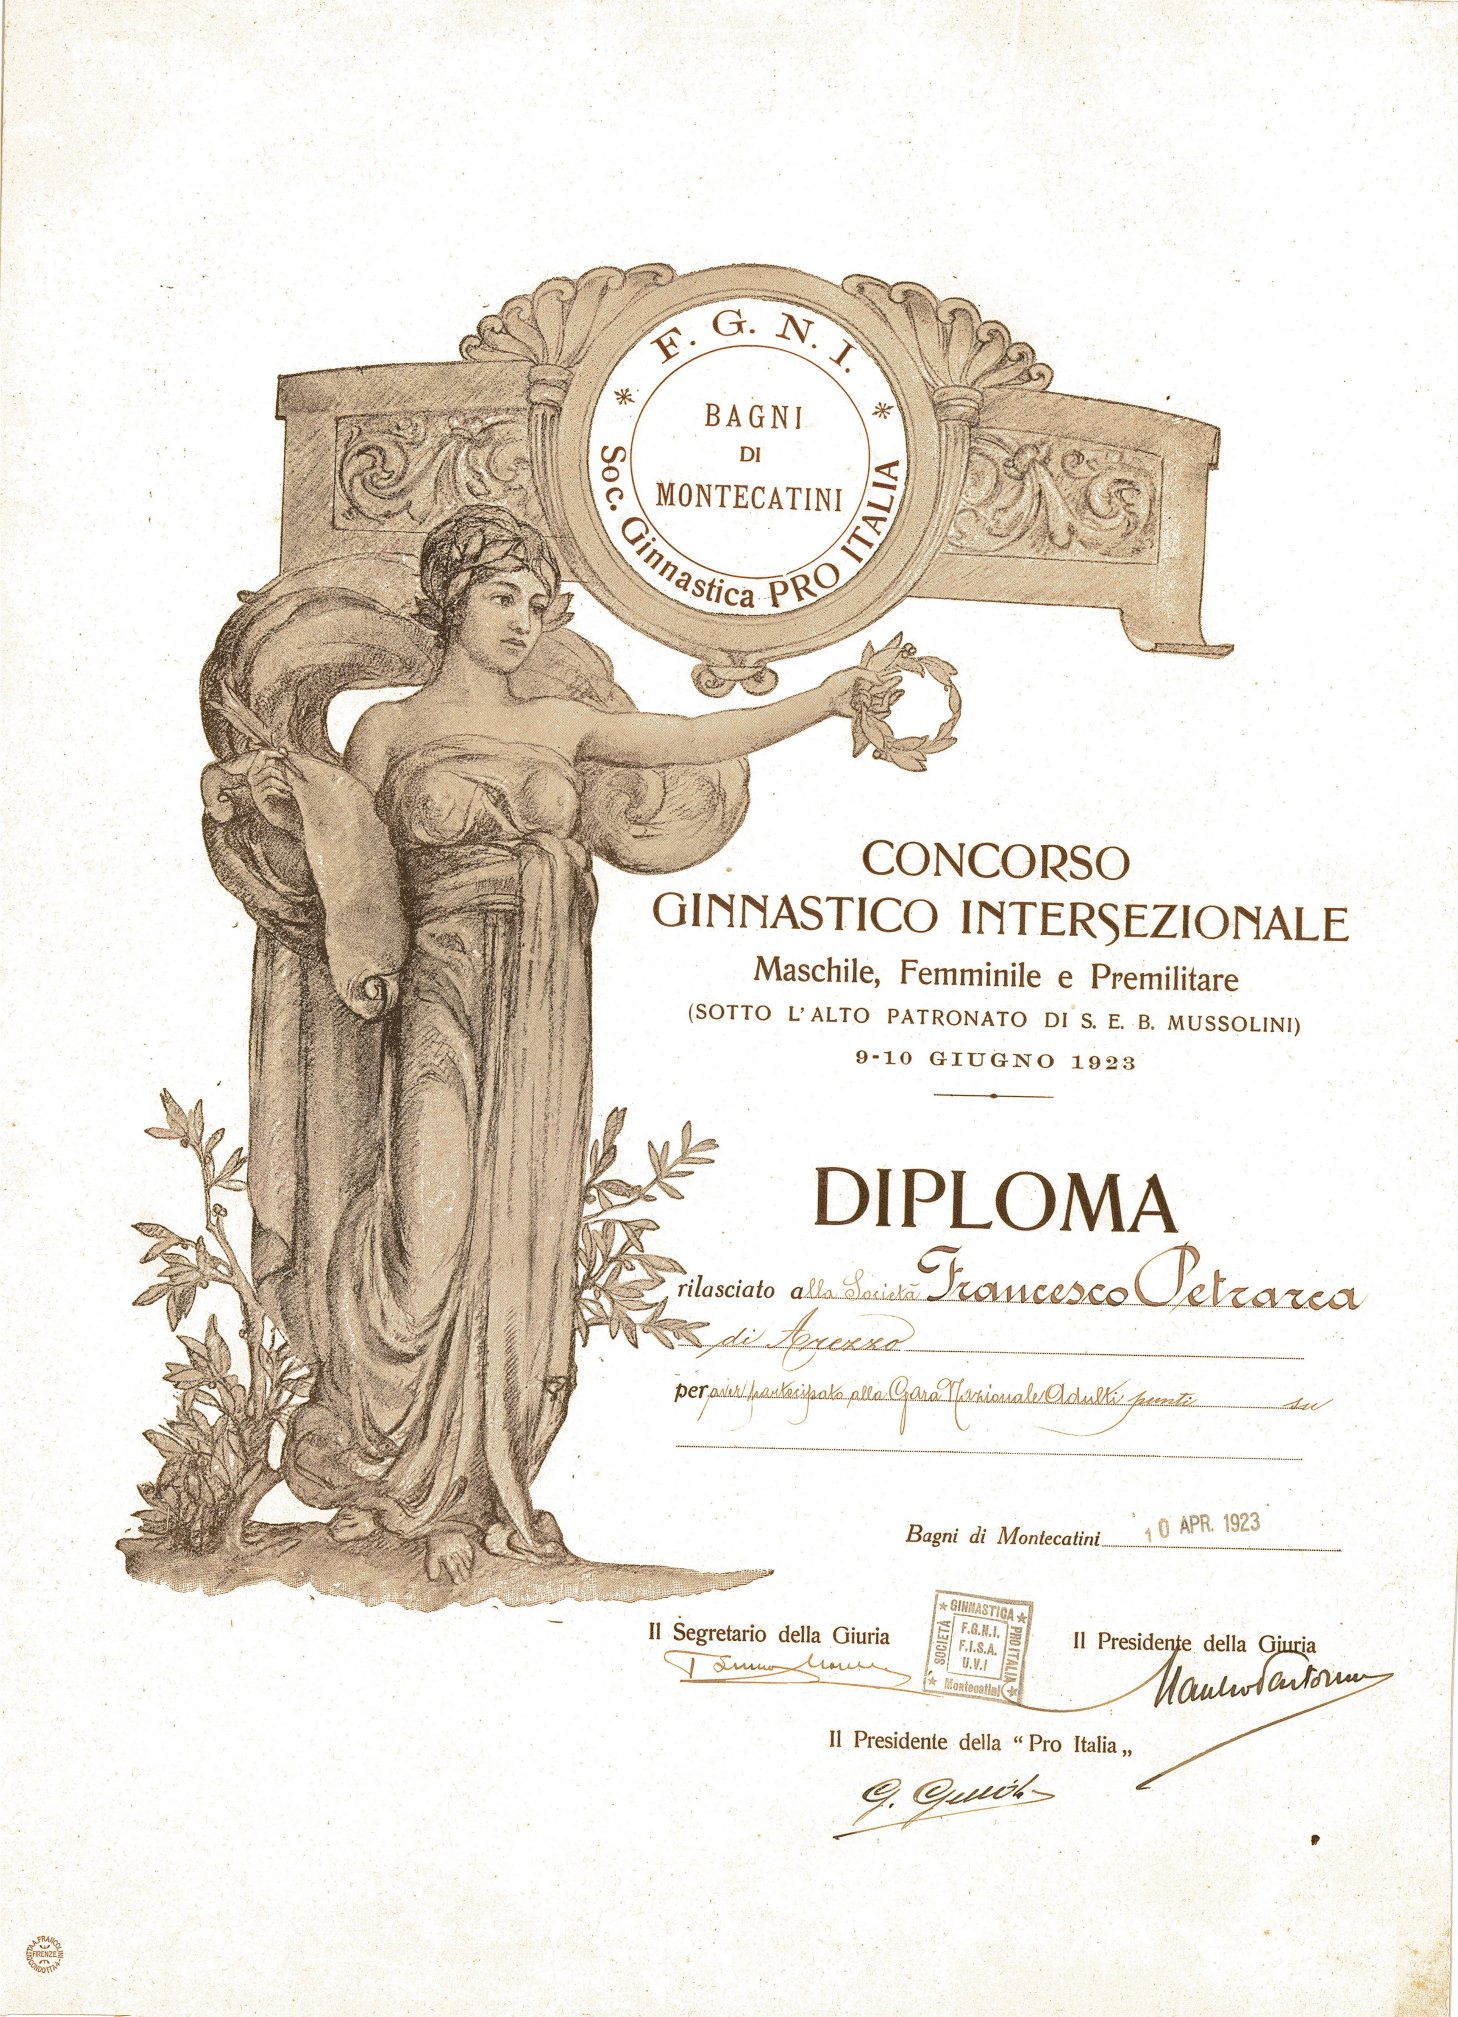 F. G. N. I.
BAGNI
DI
MONTECATINI
Soc. Ginnastica PRO ITALIA
CONCORSO
GINNASTICO INTERSEZIONALE
Maschile, Femminile e Premilitare
(SOTTO L'ALTO PATRONATO DI S. E. B. MUSSOLINI)
9-10 GIUGNO 1923
DIPLOMA
rilasciato alla Società Francesco Petrarca
di Arezzo
per aver partecipato alla Gara Nazionale Adulti punti su
Bagni di Montecatini 10 APR. 1923
Il Segretario della Giuria
Il Presidente della Giuria
GINNASTICA
SOCIETÀ
F.G.N.I.
F.I.S.A.
U.V.I
PRO ITALIA
Montecatini
Il Presidente della “Pro Italia„
G.
FIRENZE